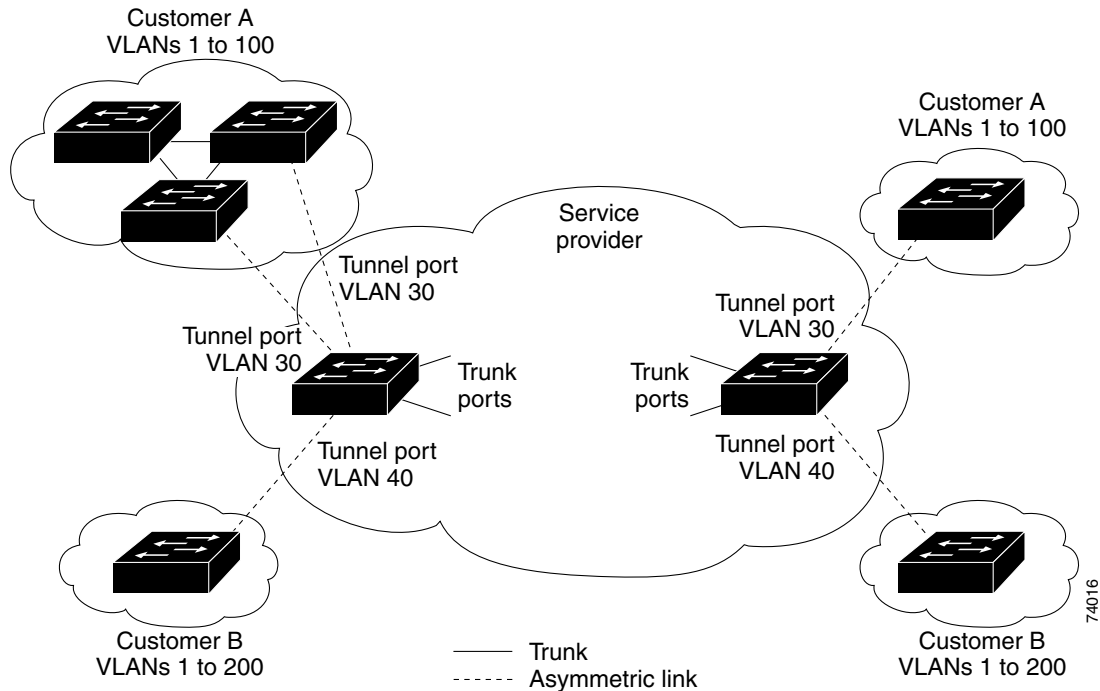 Customer A
VLANs 1 to 100
Customer A
VLANs 1 to 100
Service
provider
Tunnel port
VLAN 30
Tunnel port
VLAN 30
Trunk
ports
Tunnel port
VLAN 40
Tunnel port
VLAN 30
Trunk
ports
Tunnel port
VLAN 40
Customer B
VLANs 1 to 200
Customer B
VLANs 1 to 200
74016
Trunk
Asymmetric link